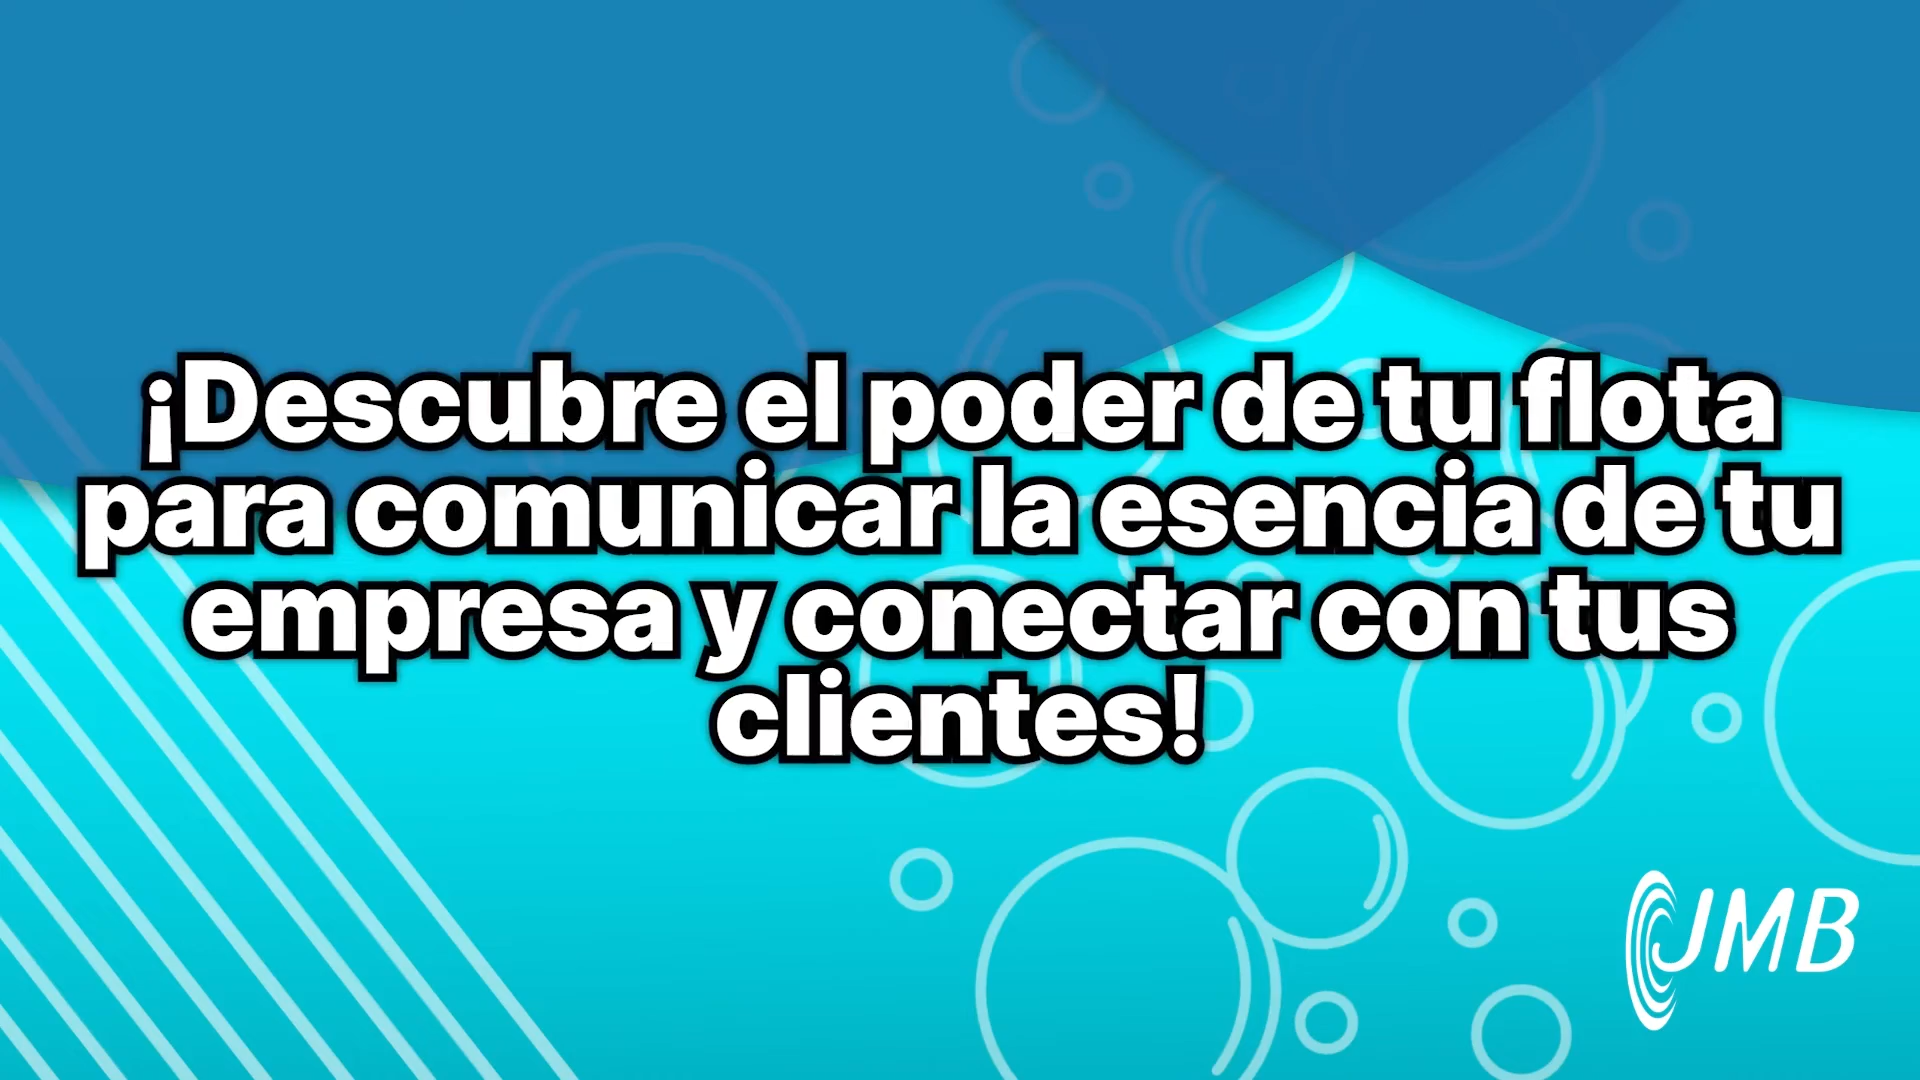 ¡Descubre el poder de tu flota
para comunicar la esencia de tu
empresa y conectar con tus
clientes!
JMB